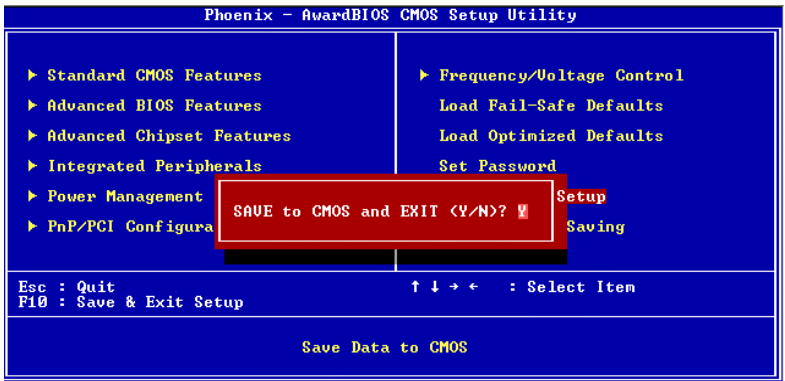 Phoenix - AwardBIOS CMOS Setup Utility
Standard CMOS Features
Advanced BIOS Features
Advanced Chipset Features
Integrated Peripherals
Power Management
PnP/PCI Configura
Frequency/Voltage Control
Load Fail-Safe Defaults
Load Optimized Defaults
Set Password
Setup
Saving
SAVE to CMOS and EXIT (Y/N)? Y
Esc : Quit
F10 : Save & Exit Setup
↑ ↓ → ← : Select Item
Save Data to CMOS